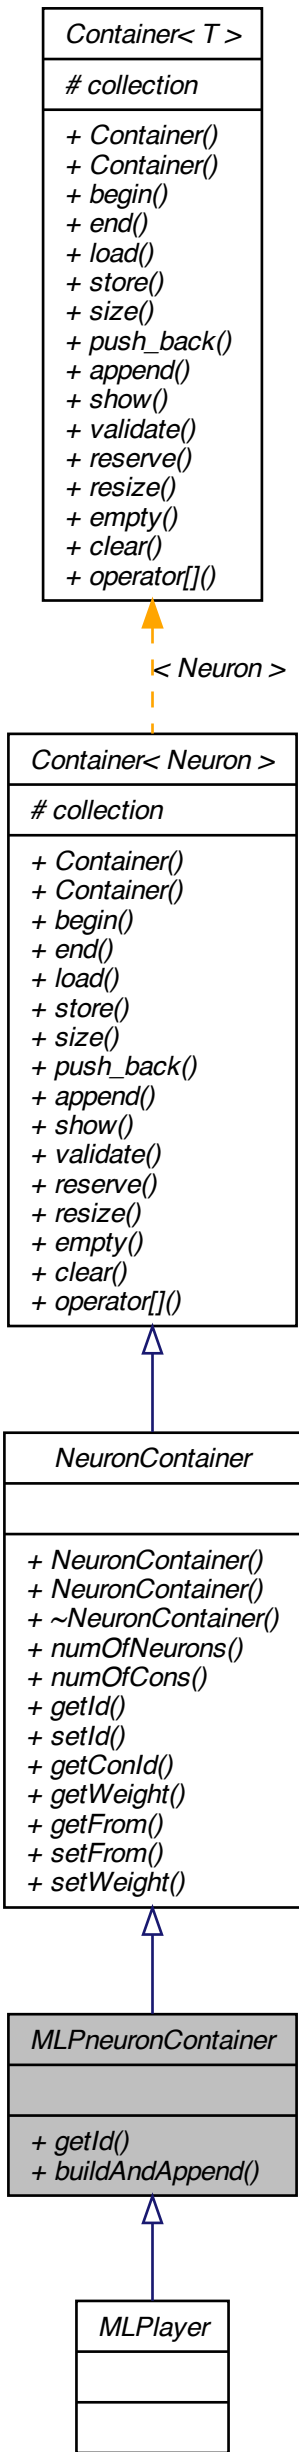 Container< T >
# collection
+ Container()
+ Container()
+ begin()
+ end()
+ load()
+ store()
+ size()
+ push_back()
+ append()
+ show()
+ validate()
+ reserve()
+ resize()
+ empty()
+ clear()
+ operator[]()
< Neuron >
Container< Neuron >
# collection
+ Container()
+ Container()
+ begin()
+ end()
+ load()
+ store()
+ size()
+ push_back()
+ append()
+ show()
+ validate()
+ reserve()
+ resize()
+ empty()
+ clear()
+ operator[]()
NeuronContainer
+ NeuronContainer()
+ NeuronContainer()
+ ~NeuronContainer()
+ numOfNeurons()
+ numOfCons()
+ getId()
+ setId()
+ getConId()
+ getWeight()
+ getFrom()
+ setFrom()
+ setWeight()
MLPneuronContainer
+ getId()
+ buildAndAppend()
MLPlayer